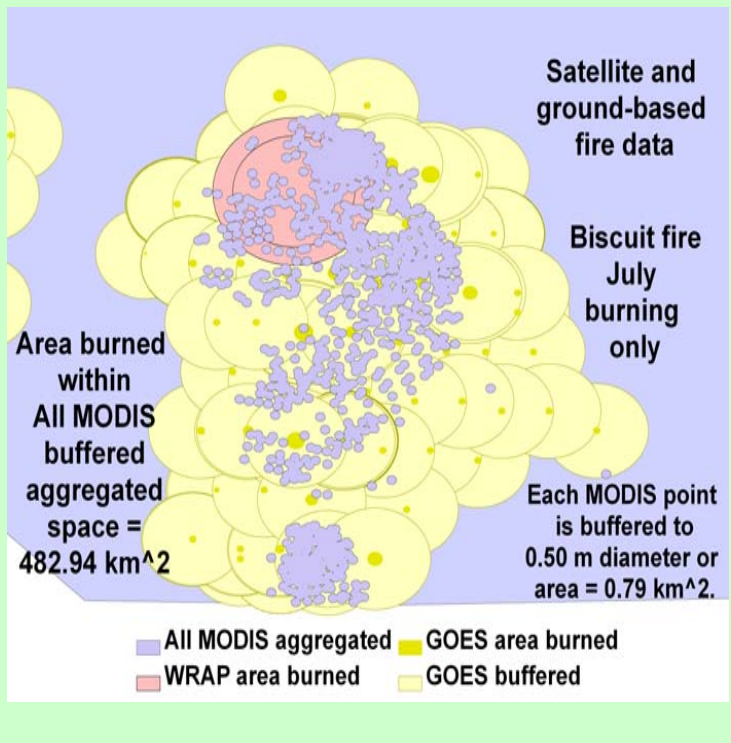 Satellite and
ground-based
fire data
Biscuit fire
July
burning
only
Area burned
within
All MODIS
buffered
aggregated
space =
482.94 km^2
Each MODIS point
is buffered to
0.50 m diameter or
area = 0.79 km^2.
All MODIS aggregated
GOES area burned
WRAP area burned
GOES buffered